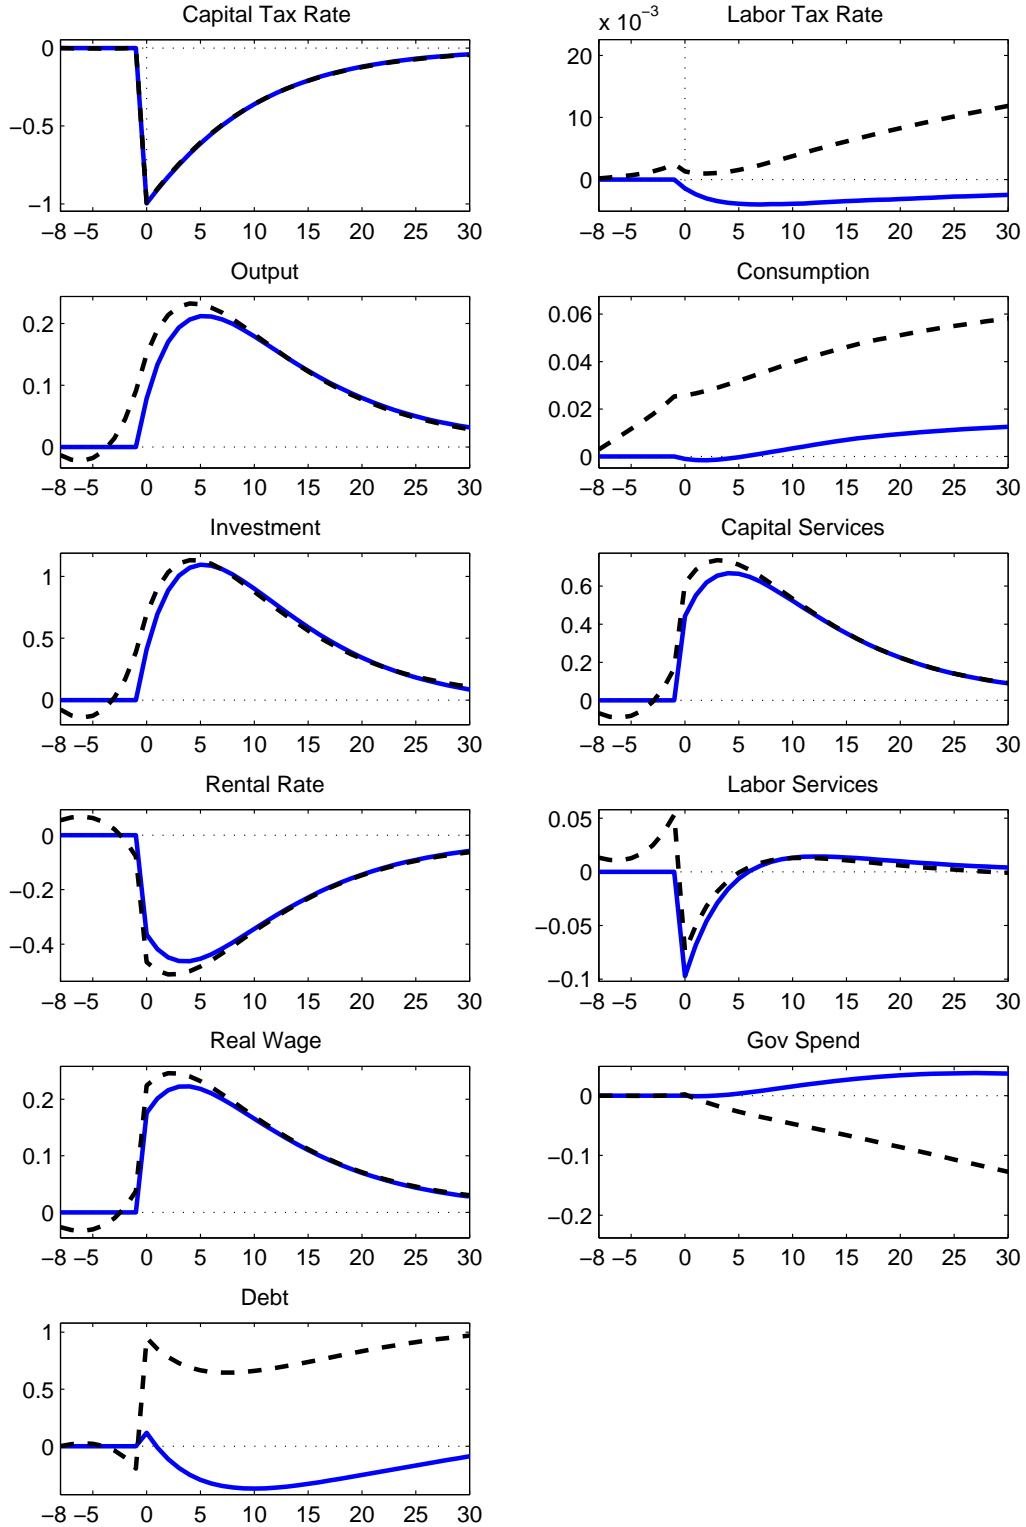 Capital Tax Rate
0
−0.5
−1
−8 −5 0 5 10 15 20 25 30
Labor Tax Rate
x 10−3
20
10
0
−8 −5 0 5 10 15 20 25 30
Output
0.2
0.1
0
−8 −5 0 5 10 15 20 25 30
Consumption
0.06
0.04
0.02
0
−8 −5 0 5 10 15 20 25 30
Investment
1
0.5
0
−8 −5 0 5 10 15 20 25 30
Capital Services
0.6
0.4
0.2
0
−8 −5 0 5 10 15 20 25 30
Rental Rate
0
−0.2
−0.4
−8 −5 0 5 10 15 20 25 30
Labor Services
0.05
0
−0.05
−0.1
−8 −5 0 5 10 15 20 25 30
Real Wage
0.2
0.1
0
−8 −5 0 5 10 15 20 25 30
Gov Spend
0
−0.1
−0.2
−8 −5 0 5 10 15 20 25 30
Debt
1
0.5
0
−8 −5 0 5 10 15 20 25 30